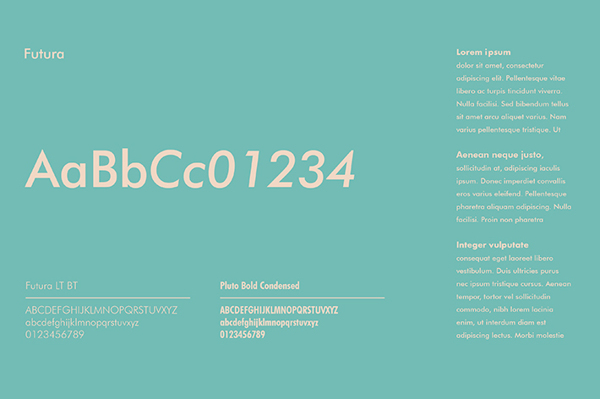 Futura
AaBbCc01234
Futura LT BT
ABCDEFGHIJKLMNOPQRSTUVXYZ
abcdefghijklmnopqrstuvwxyz
0123456789
Pluto Bold Condensed
ABCDEFGHIJKLMNOPQRSTUVXYZ
abcdefghijklmnopqrstuvwxyz
0123456789
Lorem ipsum
dolor sit amet, consectetur
adipiscing elit. Pellentesque vitae
libero ac turpis tincidunt viverra.
Nulla facilisi. Sed bibendum tellus
sit amet arcu aliquet varius. Nam
varius pellentesque tristique. Ut
Aenean neque justo,
sollicitudin at, adipiscing iaculis
ipsum. Donec imperdiet convallis
eros varius eleifend. Pellentesque
pharetra aliquam adipiscing. Nulla
facilisi. Proin non pharetra
Integer vulputate
consequat eget laoreet libero
vestibulum. Duis ultricies purus
nec ipsum tristique cursus. Aenean
tempor, tortor vel sollicitudin
commodo, nibh lorem lacinia
enim, ut interdum diam est
adipiscing lectus. Morbi molestie